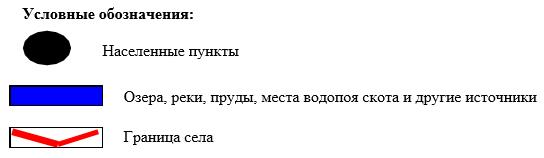 Условные обозначения:
Населенные пункты
Озера, реки, пруды, места водопоя скота и другие источники
Граница села